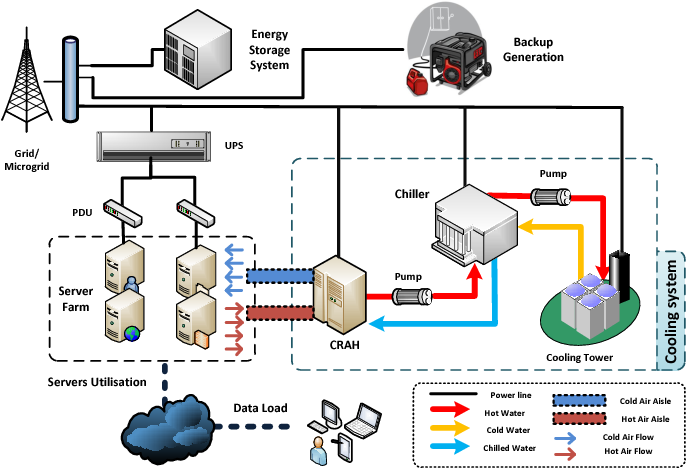 Energy
Storage
System
Backup
Generation
Grid/
Microgrid
UPS
PDU
Chiller
Pump
Server
Farm
Pump
CRAH
Cooling Tower
Cooling system
Servers Utilisation
Data Load
Power line
Hot Water
Cold Water
Chilled Water
Cold Air Aisle
Hot Air Aisle
Cold Air Flow
Hot Air Flow